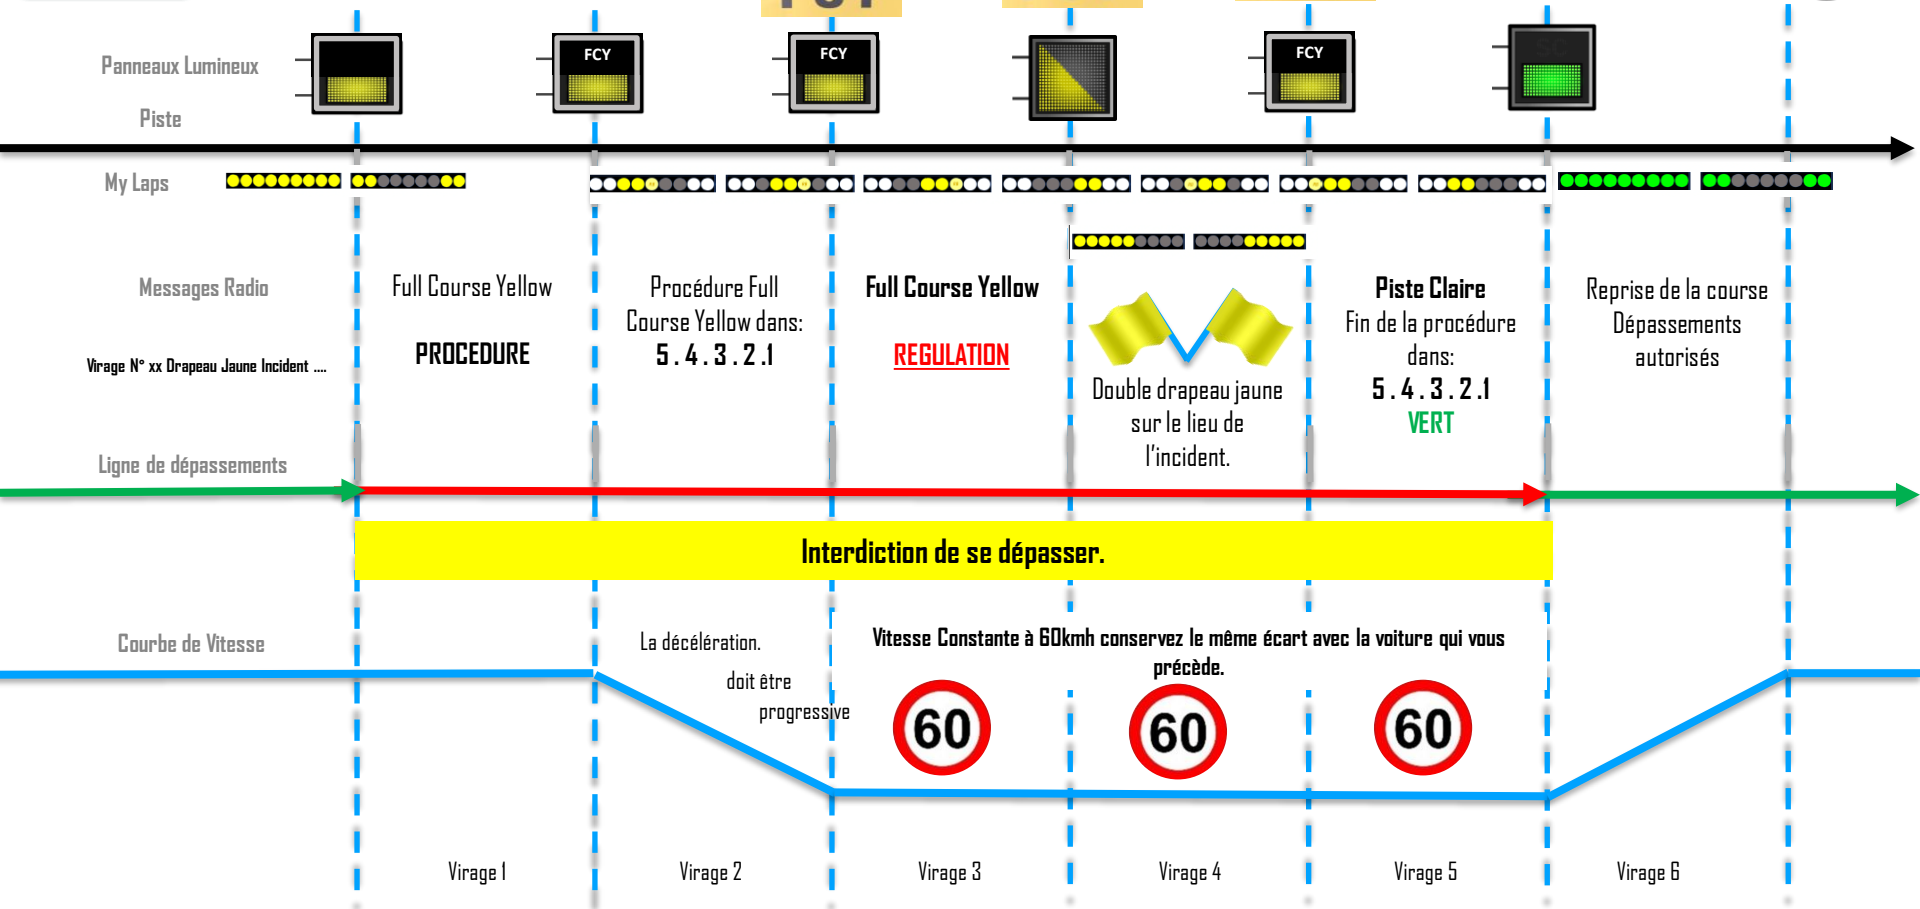 Panneaux Lumineux
FCY
FCY
FCY
SC
Piste
My Laps
Messages Radio
Virage N° xx Drapeau Jaune Incident ....
Full Course Yellow
PROCEDURE
Procédure Full
Course Yellow dans:
5 . 4 . 3 . 2 .1
Full Course Yellow
REGULATION
Double drapeau jaune
sur le lieu de
l'incident.
Piste Claire
Fin de la procédure
dans:
5 . 4 . 3 . 2 .1
VERT
Reprise de la course
Dépassements
autorisés
Ligne de dépassements
Interdiction de se dépasser.
Courbe de Vitesse
La décélération.
doit être
progressive
Vitesse Constante à 60kmh conservez le même écart avec la voiture qui vous
précède.
60
60
60
Virage 1
Virage 2
Virage 3
Virage 4
Virage 5
Virage 6